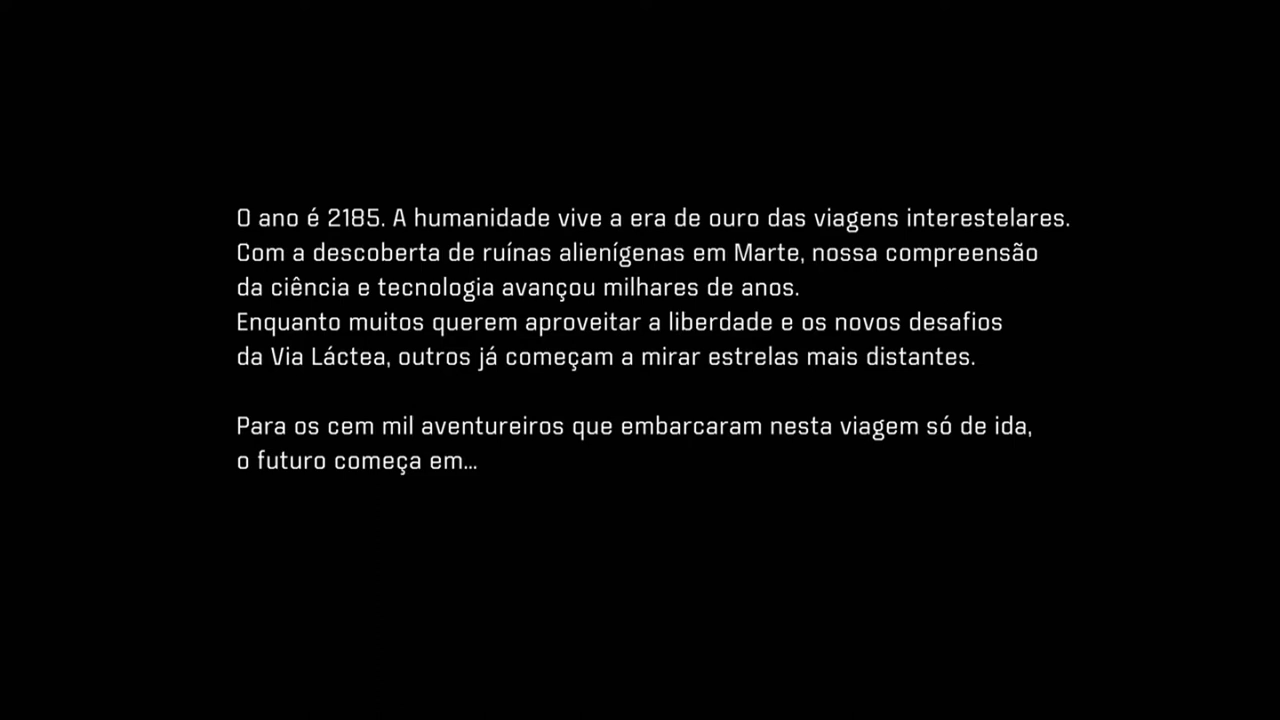 O ano é 2185. A humanidade vive a era de ouro das viagens interestelares.
Com a descoberta de ruínas alienígenas em Marte, nossa compreensão
da ciência e tecnologia avançou milhares de anos.
Enquanto muitos querem aproveitar a liberdade e os novos desafios
da Via Láctea, outros já começam a mirar estrelas mais distantes.
Para os cem mil aventureiros que embarcaram nesta viagem só de ida,
o futuro começa em...